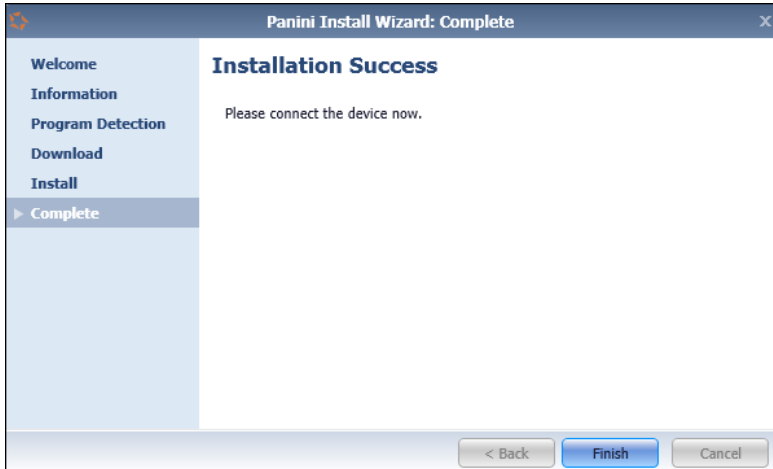 Panini Install Wizard: Complete
x
Welcome
Information
Program Detection
Download
Install
Complete
Installation Success
Please connect the device now.
< Back
Finish
Cancel